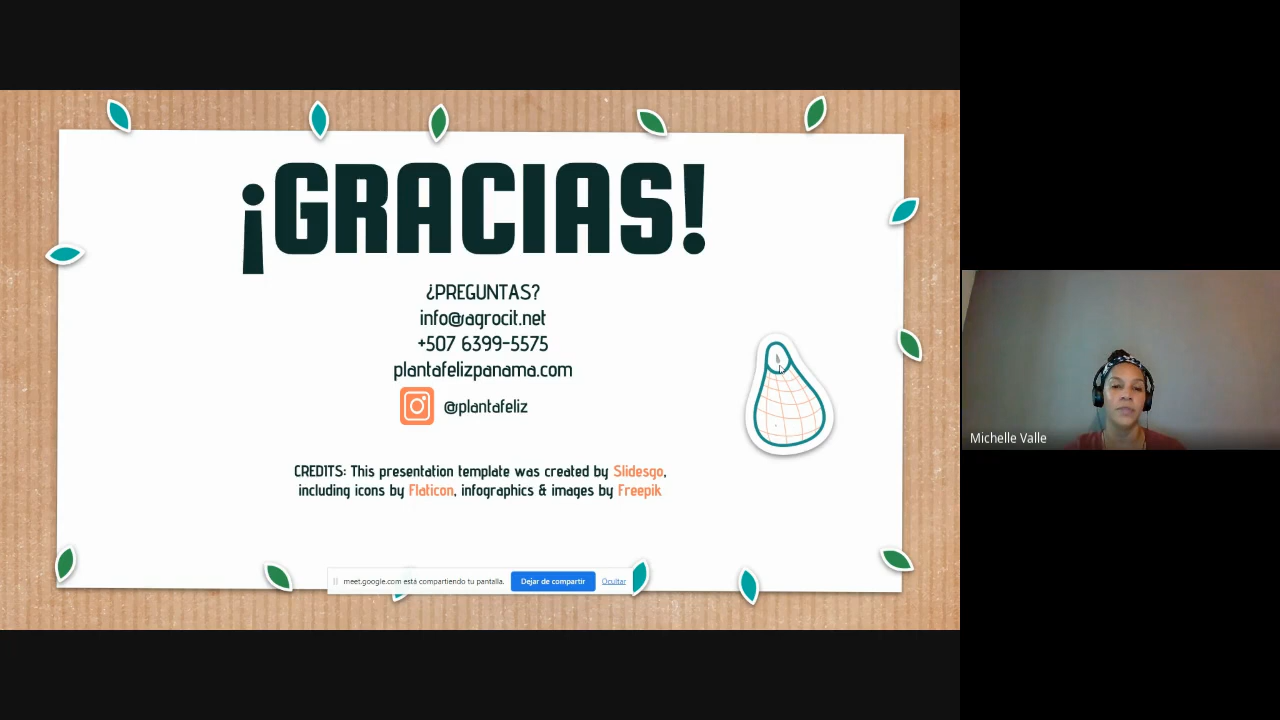 ¡GRACIAS!
¿PREGUNTAS?
info@agrocit.net
+507 6399-5575
plantafelizpanama.com
@plantafeliz
CREDITS: This presentation template was created by Slidesgo,
including icons by Flaticon, infographics & images by Freepik
meet.google.com está compartiendo tu pantalla. Dejar de compartir Ocultar
Michelle Valle